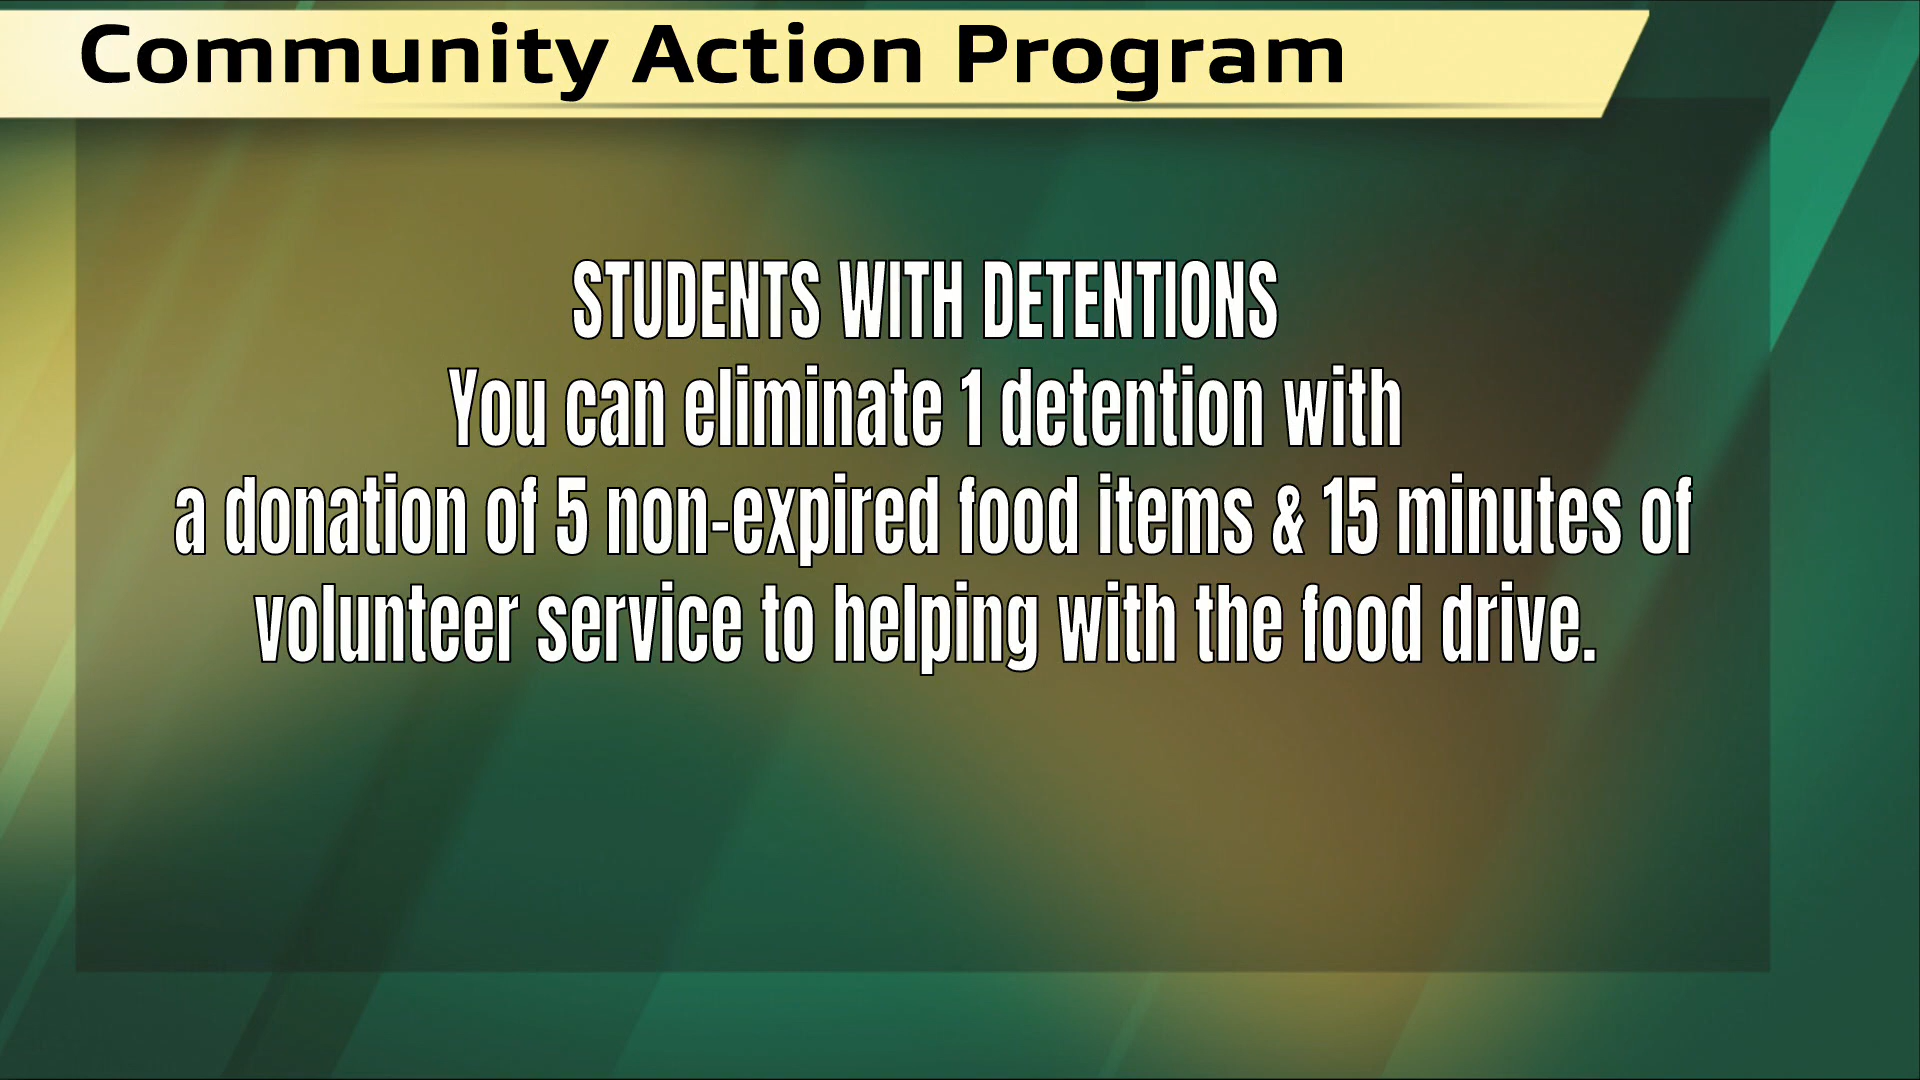 Community Action Program
STUDENTS WITH DETENTIONS
You can eliminate 1 detention with
a donation of 5 non-expired food items & 15 minutes of
volunteer service to helping with the food drive.